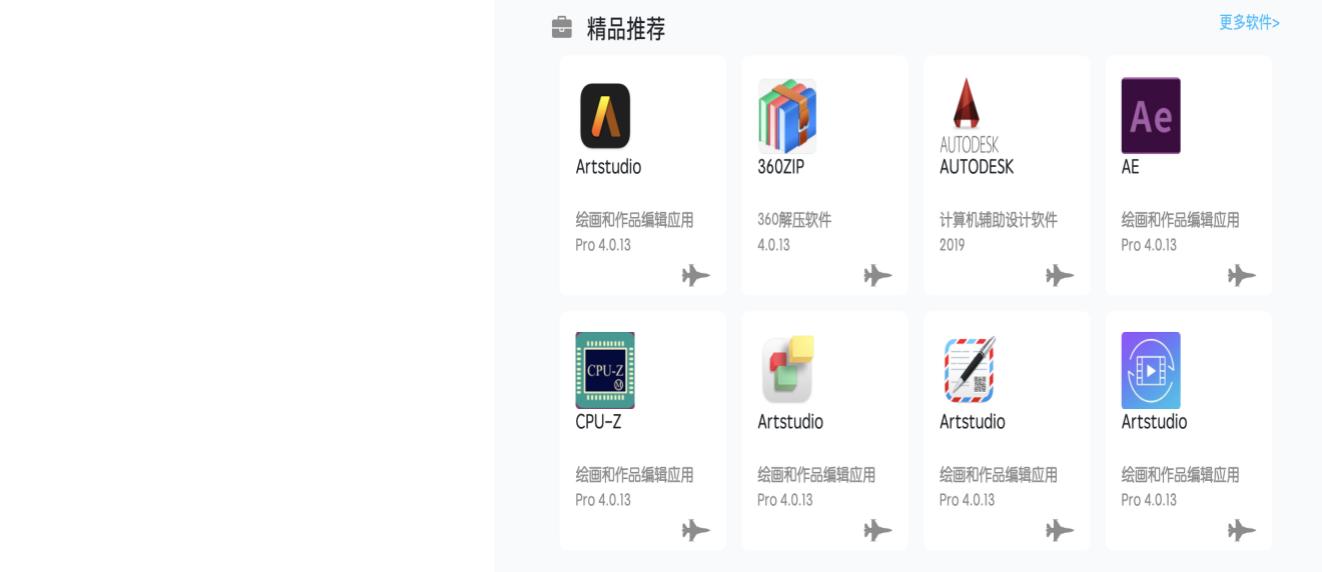 精品推荐
更多软件>
Artstudio
绘画和作品编辑应用
Pro 4.0.13
360ZIP
360解压软件
4.0.13
AUTODESK
AUTODESK
计算机辅助设计软件
2019
Ae
AE
绘画和作品编辑应用
Pro 4.0.13
CPU-Z
M
CPU-Z
绘画和作品编辑应用
Pro 4.0.13
Artstudio
绘画和作品编辑应用
Pro 4.0.13
Artstudio
绘画和作品编辑应用
Pro 4.0.13
Artstudio
绘画和作品编辑应用
Pro 4.0.13